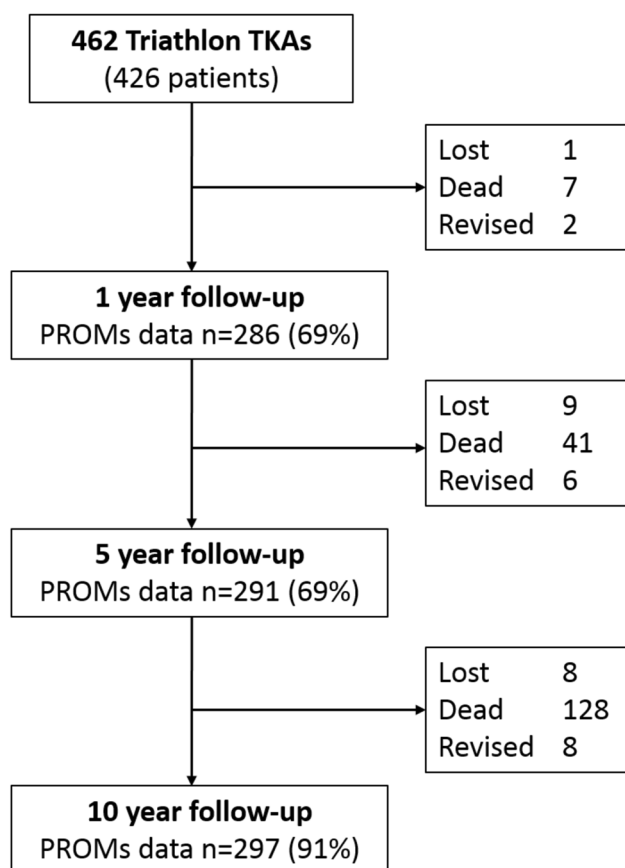 462 Triathlon TKAs
(426 patients)
Lost 1
Dead 7
Revised 2
1 year follow-up
PROMs data n=286 (69%)
Lost 9
Dead 41
Revised 6
5 year follow-up
PROMs data n=291 (69%)
Lost 8
Dead 128
Revised 8
10 year follow-up
PROMs data n=297 (91%)